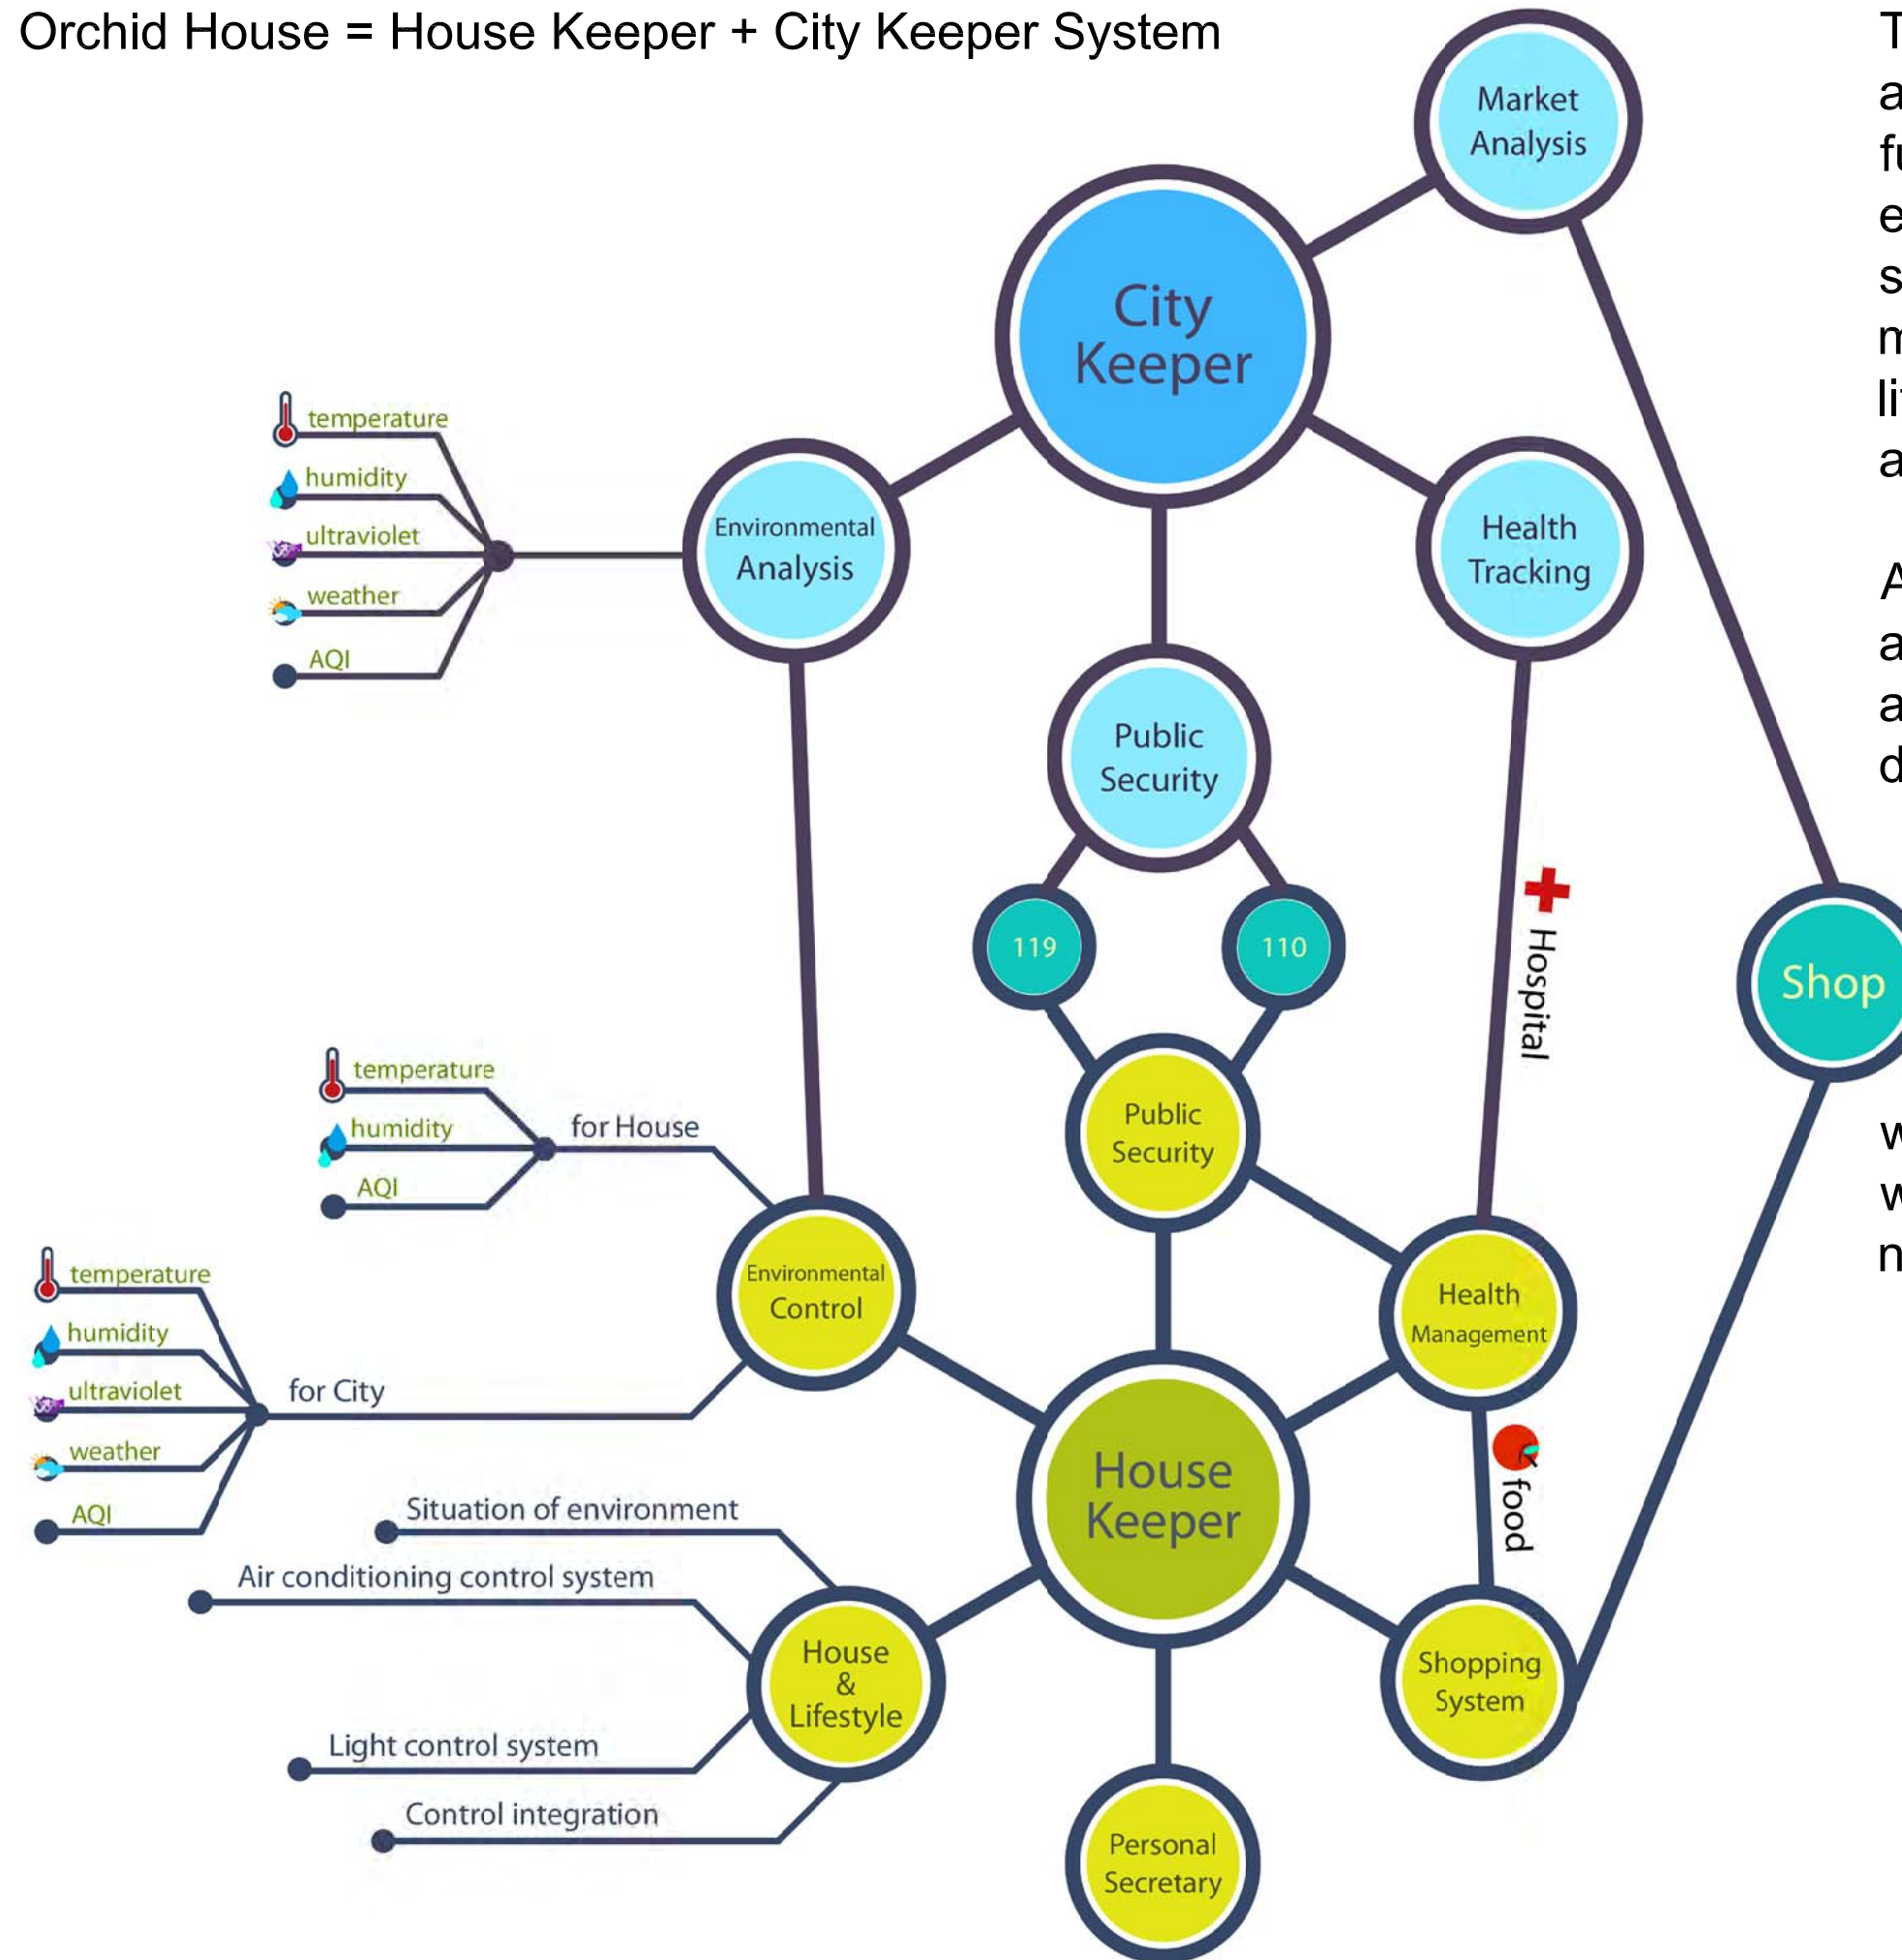 Orchid House = House Keeper + City Keeper System
Market
Analysis
City
Keeper
temperature
humidity
ultraviolet
weather
AQI
Environmental
Analysis
Health
Tracking
Public
Security
119
110
Hospital
Shop
temperature
humidity
AQI
for House
Public
Security
Environmental
Control
Health
Management
temperature
humidity
ultraviolet
weather
AQI
for City
House
Keeper
food
Situation of environment
Air conditioning control system
Light control system
Control integration
House
&
Lifestyle
Shopping
System
Personal
Secretary